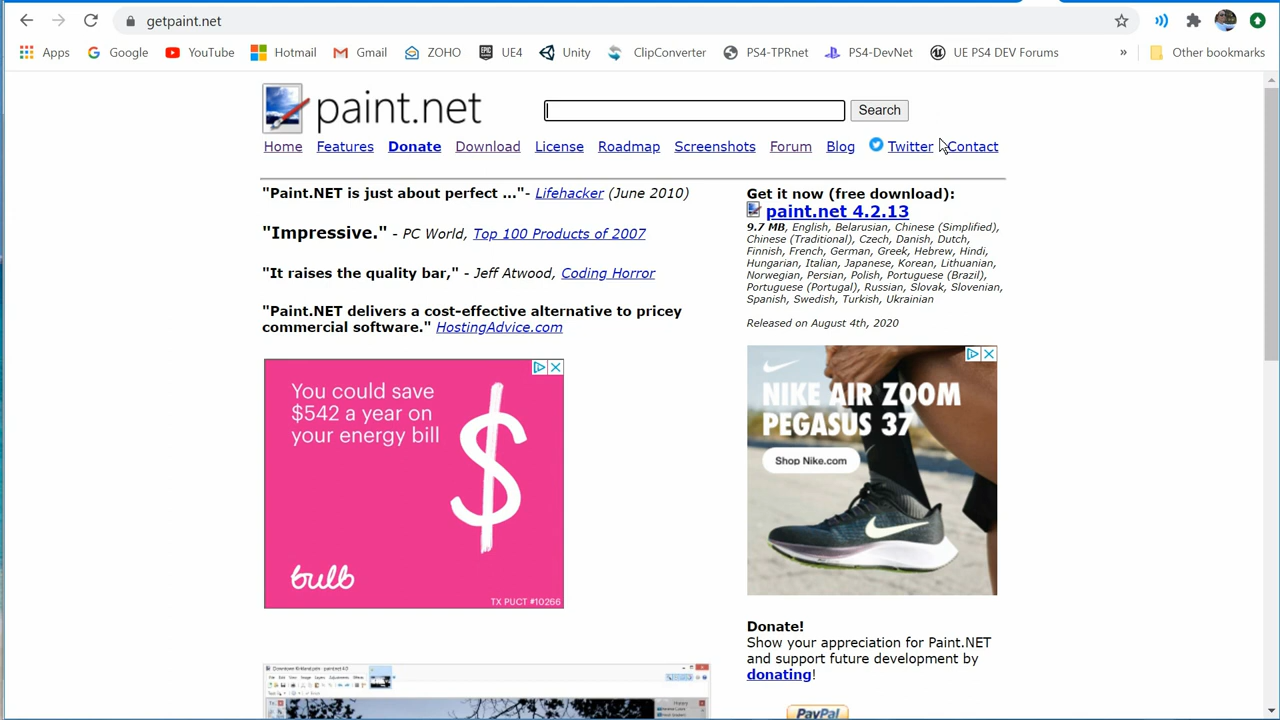 getpaint.net
Apps Google YouTube Hotmail Gmail ZOHO UE4 Unity ClipConverter PS4-TPRnet PS4-DevNet UE PS4 DEV Forums » Other bookmarks
paint.net
Search
Home Features Donate Download License Roadmap Screenshots Forum Blog Twitter Contact
"Paint.NET is just about perfect ..."- Lifehacker (June 2010)
"Impressive." - PC World, Top 100 Products of 2007
"It raises the quality bar," - Jeff Atwood, Coding Horror
"Paint.NET delivers a cost-effective alternative to pricey
commercial software." HostingAdvice.com
You could save
$542 a year on
your energy bill
$
bulb
TX PUCT #10266
Get it now (free download):
paint.net 4.2.13
9.7 MB, English, Belarusian, Chinese (Simplified),
Chinese (Traditional), Czech, Danish, Dutch,
Finnish, French, German, Greek, Hebrew, Hindi,
Hungarian, Italian, Japanese, Korean, Lithuanian,
Norwegian, Persian, Polish, Portuguese (Brazil),
Portuguese (Portugal), Russian, Slovak, Slovenian,
Spanish, Swedish, Turkish, Ukrainian
Released on August 4th, 2020
NIKE AIR ZOOM
PEGASUS 37
Shop Nike.com
Donate!
Show your appreciation for Paint.NET
and support future development by
donating!
PayPal